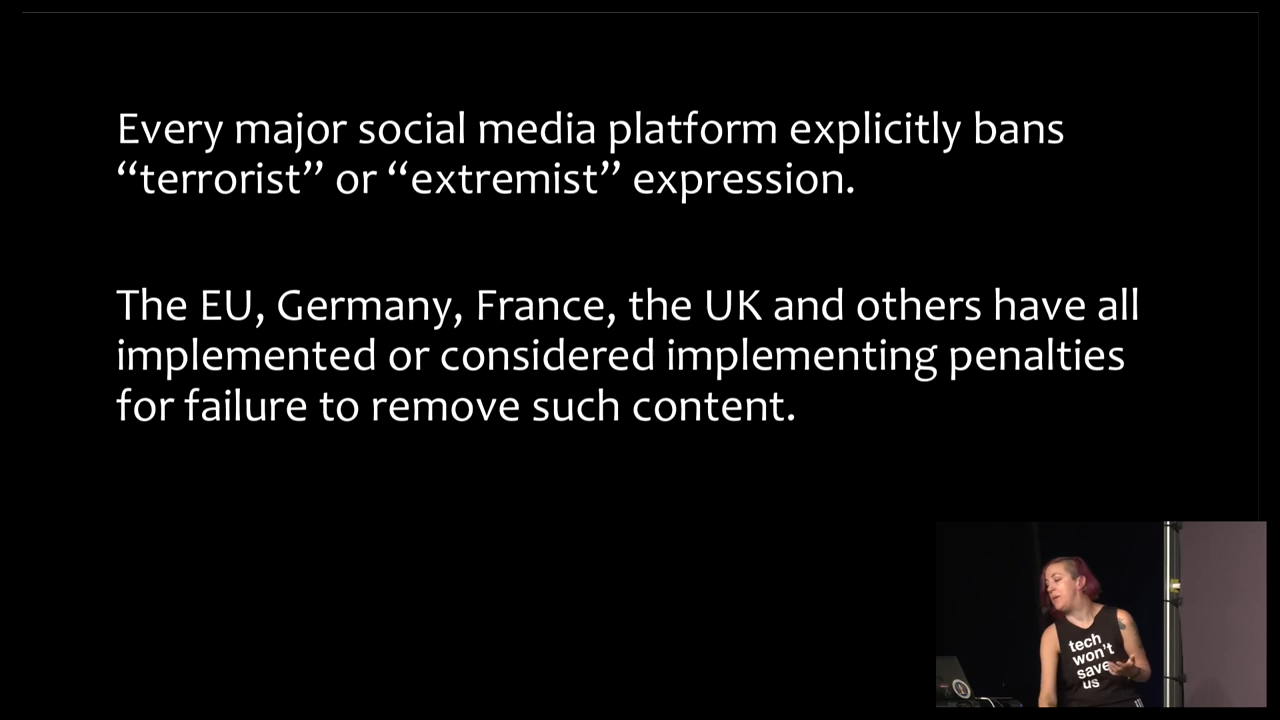 Every major social media platform explicitly bans
“terrorist” or “extremist” expression.
The EU, Germany, France, the UK and others have all
implemented or considered implementing penalties
for failure to remove such content.
tech
won't
save
us